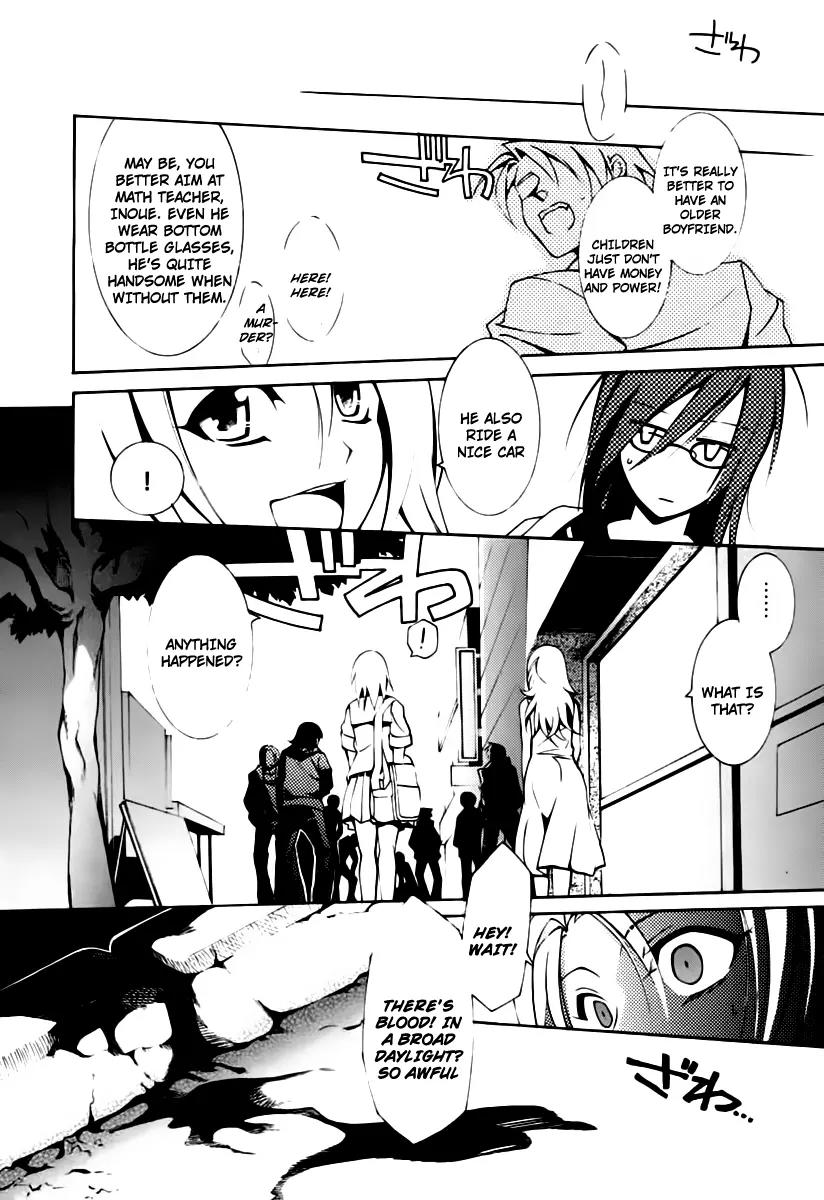 ざわ
IT'S REALLY
BETTER TO
HAVE AN
OLDER
BOYFRIEND.
CHILDREN
JUST DON'T
HAVE MONEY
AND POWER!
ざわ
HERE!
HERE!
A
MUR-
DER?
MAY BE, YOU
BETTER AIM AT
MATH TEACHER,
INOUE. EVEN HE
WEAR BOTTOM
BOTTLE GLASSES,
HE'S QUITE
HANDSOME WHEN
WITHOUT THEM.
HE ALSO
RIDE A
NICE CAR
!
......
WHAT IS
THAT?
!
ざわ
ANYTHING
HAPPENED?
HEY!
WAIT!
THERE'S
BLOOD! IN
A BROAD
DAYLIGHT?
SO AWFUL
ざわ...